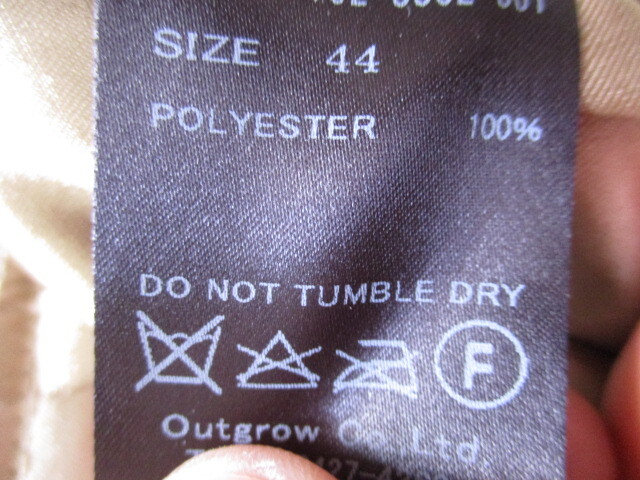 SIZE 44
POLYESTER 100%
DO NOT TUMBLE DRY
F
Outgrow Co Ltd.